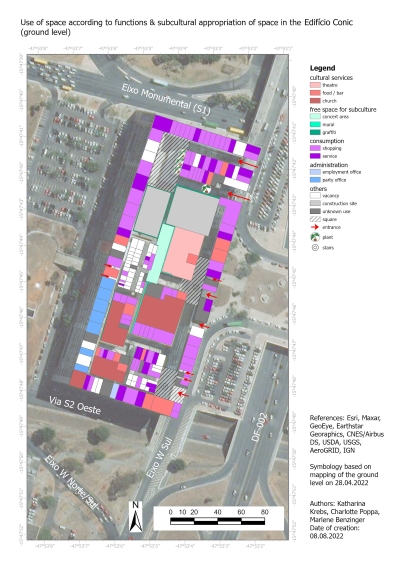 Use of space according to functions & subcultural appropriation of space in the Edifício Conic
(ground level)
Eixo Monumental (S1)
Via S2 Oeste
Eixo W Sul
Eixo W Norte/Sul
DF-002
N
0 10 20 40 60 80
Legend
cultural services
theatre
food / bar
church
free space for subculture
concert area
mural
graffiti
consumption
shopping
service
administration
employment office
party office
others
vacancy
construction site
unknown use
square
entrance
plant
stairs
References: Esri, Maxar,
GeoEye, Earthstar
Geographics, CNES/Airbus
DS, USDA, USGS,
AeroGRID, IGN
Symbology based on
mapping of the ground
level on 28.04.2022
Authors: Katharina
Krebs, Charlotte Poppa,
Marlene Benzinger
Date of creation:
08.08.2022